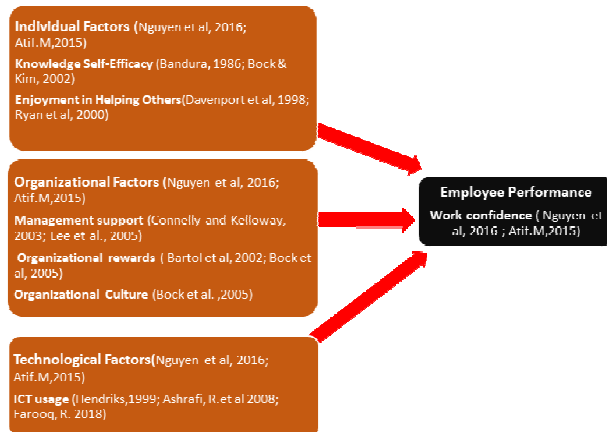 Individual Factors (Nguyen et al, 2016;
Atif.M,2015)
Knowledge Self-Efficacy (Bandura, 1986; Bock &
Kim, 2002)
Enjoyment in Helping Others(Davenport et al, 1998;
Ryan et al, 2000)
Organizational Factors (Nguyen et al, 2016;
Atif.M,2015)
Management support (Connelly and Kelloway,
2003; Lee et al., 2005)
Organizational rewards ( Bartol et al, 2002; Bock et
al, 2005)
Organizational Culture (Bock et al. ,2005)
Technological Factors(Nguyen et al, 2016;
Atif.M,2015)
ICT usage (Hendriks,1999; Ashrafi, R.et al 2008;
Farooq, R. 2018)
Employee Performance
Work confidence ( Nguyen et
al, 2016 ; Atif.M,2015)